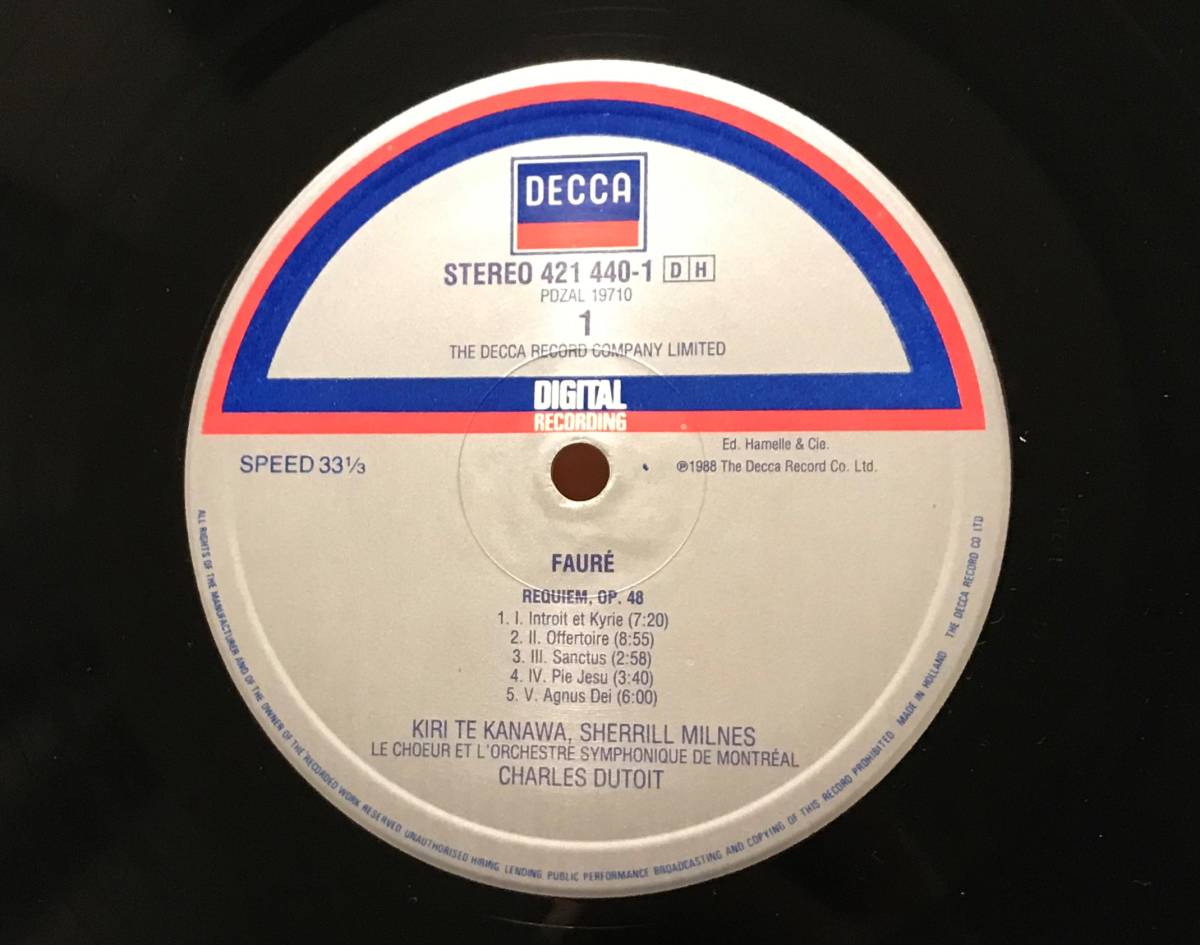 DECCA
STEREO 421 440-1 DH
PDZAL 19710
1
THE DECCA RECORD COMPANY LIMITED
DIGITAL
RECORDING
Ed. Hamelle & Cie.
SPEED 33⅓
℗1988 The Decca Record Co. Ltd.
FAURÉ
REQUIEM, OP. 48
1. I. Introit et Kyrie (7:20)
2. II. Offertoire (8:55)
3. III. Sanctus (2:58)
4. IV. Pie Jesu (3:40)
5. V. Agnus Dei (6:00)
KIRI TE KANAWA, SHERRILL MILNES
LE CHOEUR ET L'ORCHESTRE SYMPHONIQUE DE MONTRÉAL
CHARLES DUTOIT
ALL RIGHTS OF THE MANUFACTURER AND OF THE OWNER OF THE RECORDED WORK RESERVED UNAUTHORISED HIRING LENDING PUBLIC PERFORMANCE BROADCASTING AND COPYING OF THIS RECORD PROHIBITED MADE IN HOLLAND THE DECCA RECORD CO LTD